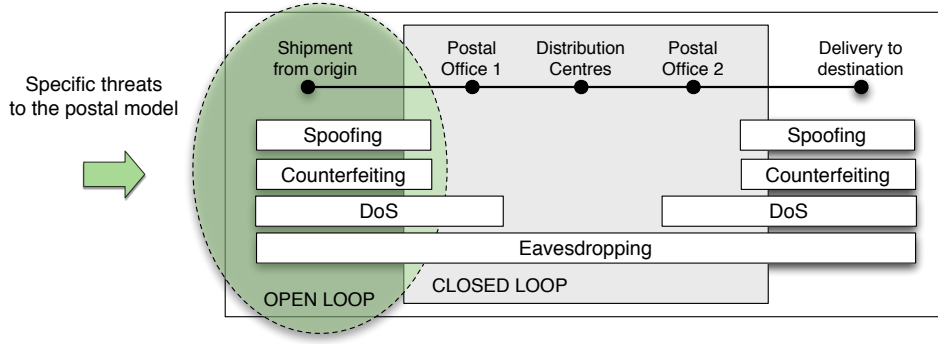 Specific threats
to the postal model
Shipment
from origin
Postal
Office 1
Distribution
Centres
Postal
Office 2
Delivery to
destination
Spoofing
Spoofing
Counterfeiting
Counterfeiting
DoS
DoS
Eavesdropping
OPEN LOOP
CLOSED LOOP